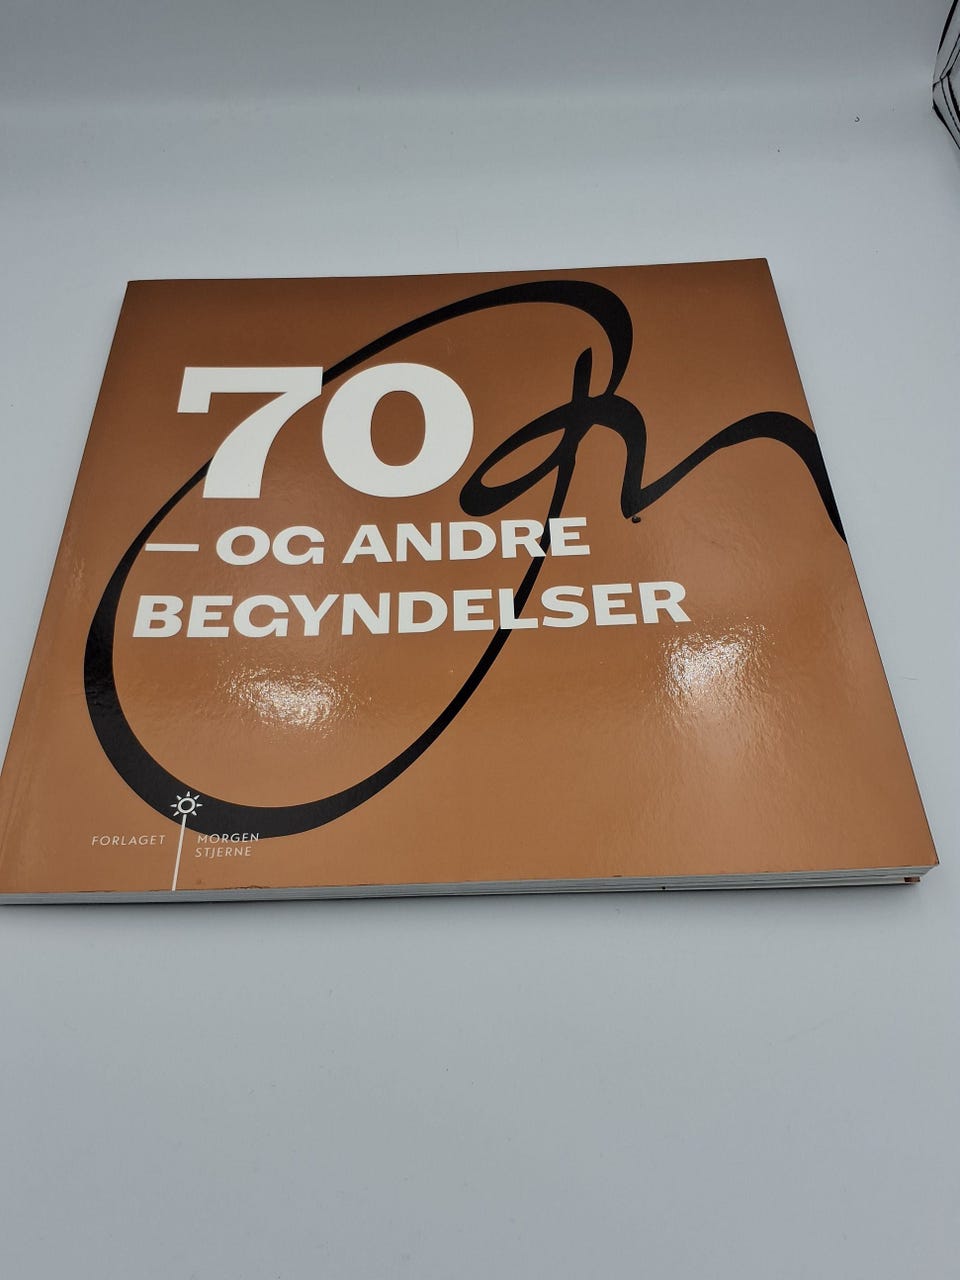 70
— OG ANDRE
BEGYNDELSER
FORLAGET MORGEN
STJERNE